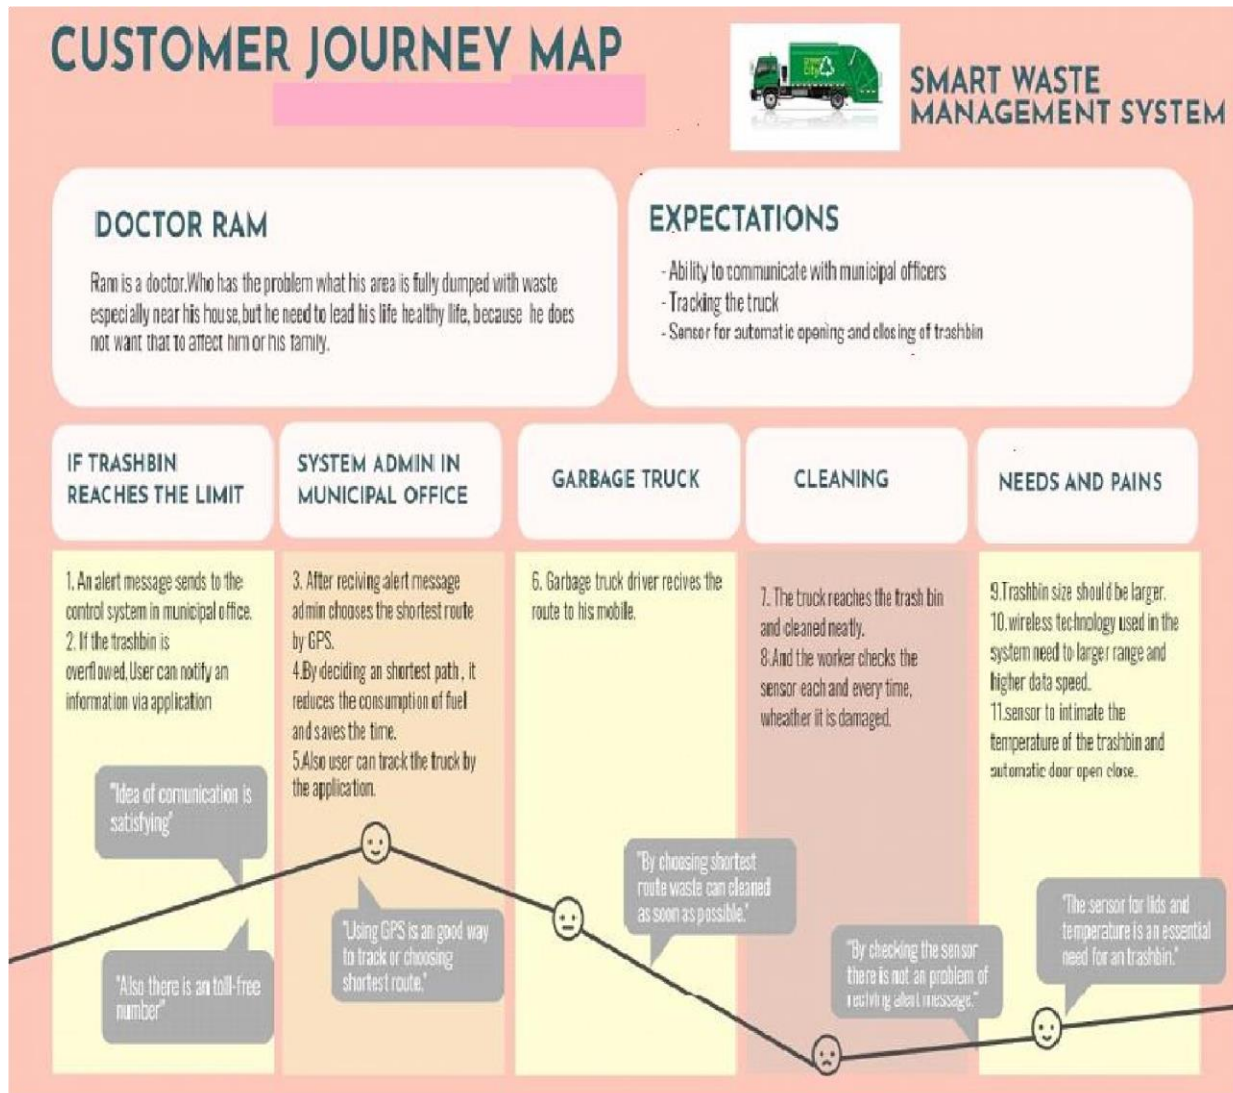 CUSTOMER JOURNEY MAP
green
city
SMART WASTE
MANAGEMENT SYSTEM
DOCTOR RAM
Ram is a doctor.Who has the problem what his area is fully dumped with waste
especially near his house,but he need to lead his life healthy life, because he does
not want that to affect him or his family.
EXPECTATIONS
- Ability to communicate with municipal officers
- Tracking the truck
- Sensor for automatic opening and closing of trashbin
IF TRASHBIN
REACHES THE LIMIT
1. An alert message sends to the
control system in municipal office.
2. If the trashbin is
overflowed,User can notify an
information via application
"Idea of comunication is
satisfying"
"Also there is an toll-free
number"
SYSTEM ADMIN IN
MUNICIPAL OFFICE
3. After reciving alert message
admin chooses the shortest route
by GPS.
4.By deciding an shortest path , it
reduces the consumption of fuel
and saves the time.
5.Also user can track the truck by
the application.
"Using GPS is an good way
to track or choosing
shortest route."
GARBAGE TRUCK
6. Garbage truck driver recives the
route to his mobile.
"By choosing shortest
route waste can cleaned
as soon as possible."
CLEANING
7. The truck reaches the trash bin
and cleaned neatly.
8.And the worker checks the
sensor each and every time,
wheather it is damaged.
"By checking the sensor
there is not an problem of
reciving alert message."
NEEDS AND PAINS
9.Trashbin size should be larger.
10.wireless technology used in the
system need to larger range and
higher data speed.
11.sensor to intimate the
temperature of the trashbin and
automatic door open close.
"The sensor for lids and
temperature is an essential
need for an trashbin."